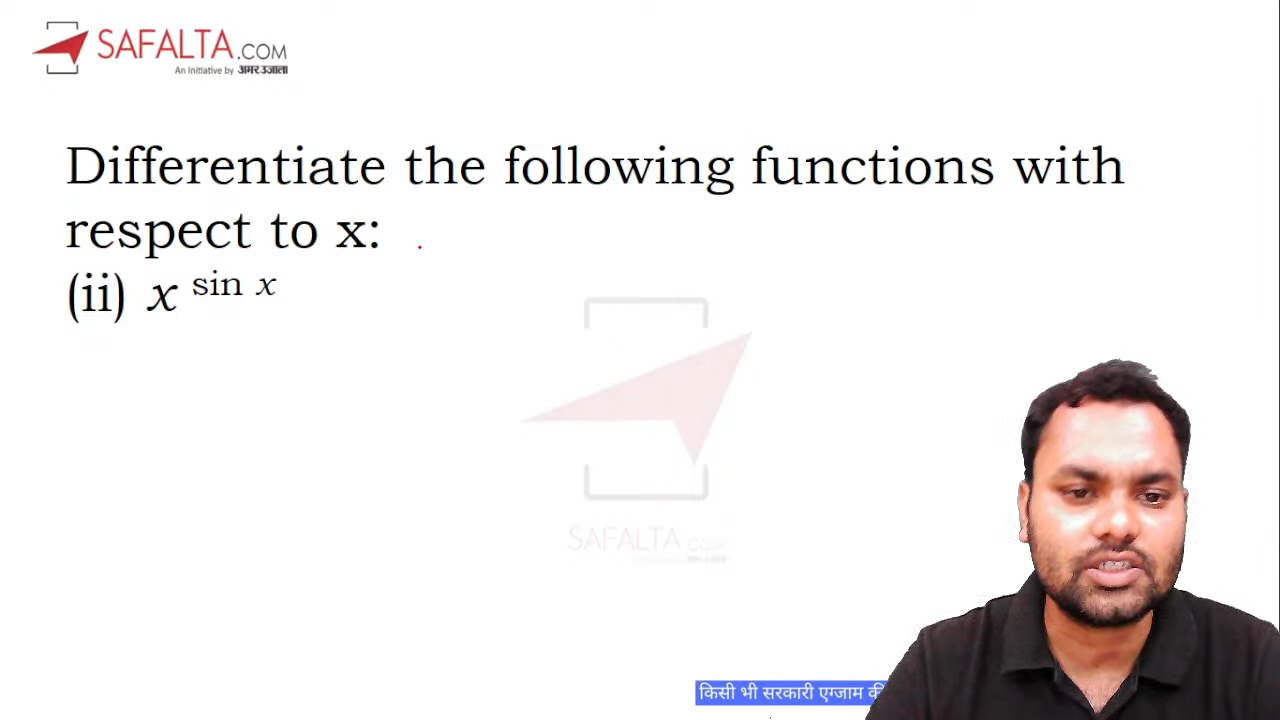 SAFALTA.COM
An Initiative by अमर उजाला
Differentiate the following functions with
respect to x:
(ii) x sin x
SAFALTA
किसी भी सरकारी एग्जाम की